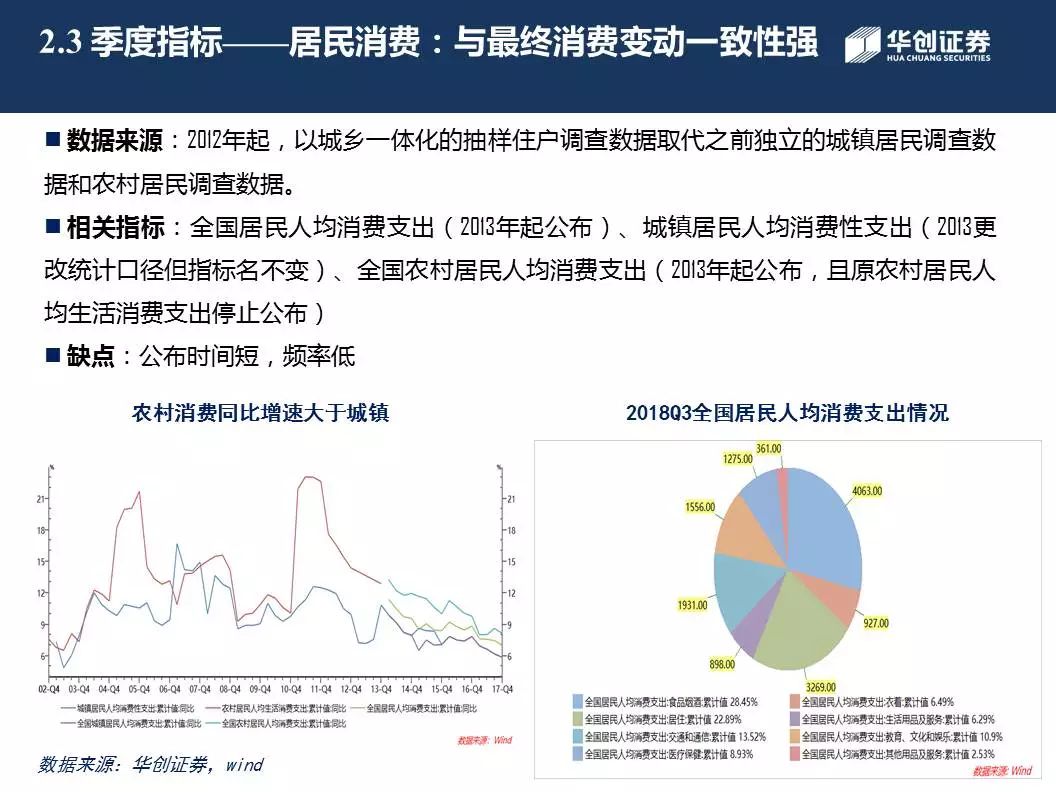 2.3 季度指标——居民消费：与最终消费变动一致性强
华创证券
HUA CHUANG SECURITIES
■ 数据来源：2012年起，以城乡一体化的抽样住户调查数据取代之前独立的城镇居民调查数
据和农村居民调查数据。
■ 相关指标：全国居民人均消费支出（2013年起公布）、城镇居民人均消费性支出（2013更
改统计口径但指标名不变）、全国农村居民人均消费支出（2013年起公布，且原农村居民人
均生活消费支出停止公布）
■ 缺点：公布时间短，频率低
农村消费同比增速大于城镇
% %
21 21
18 18
15 15
12 12
9 9
6 6
02-Q4 03-Q4 04-Q4 05-Q4 06-Q4 07-Q4 08-Q4 09-Q4 10-Q4 11-Q4 12-Q4 13-Q4 14-Q4 15-Q4 16-Q4 17-Q4
城镇居民人均消费性支出:累计值:同比 农村居民人均生活消费支出:累计值:同比 全国居民人均消费支出:累计值:同比
全国城镇居民人均消费支出:累计值:同比 全国农村居民人均消费支出:累计值:同比
数据来源: Wind
2018Q3全国居民人均消费支出情况
361.00
1275.00
4063.00
1556.00
1931.00
927.00
898.00
3269.00
全国居民人均消费支出:食品烟酒:累计值 28.45% 全国居民人均消费支出:衣着:累计值 6.49%
全国居民人均消费支出:居住:累计值 22.89% 全国居民人均消费支出:生活用品及服务:累计值 6.29%
全国居民人均消费支出:交通和通信:累计值 13.52% 全国居民人均消费支出:教育、文化和娱乐:累计值 10.9%
全国居民人均消费支出:医疗保健:累计值 8.93% 全国居民人均消费支出:其他用品及服务:累计值 2.53%
数据来源: Wind
数据来源：华创证券，wind